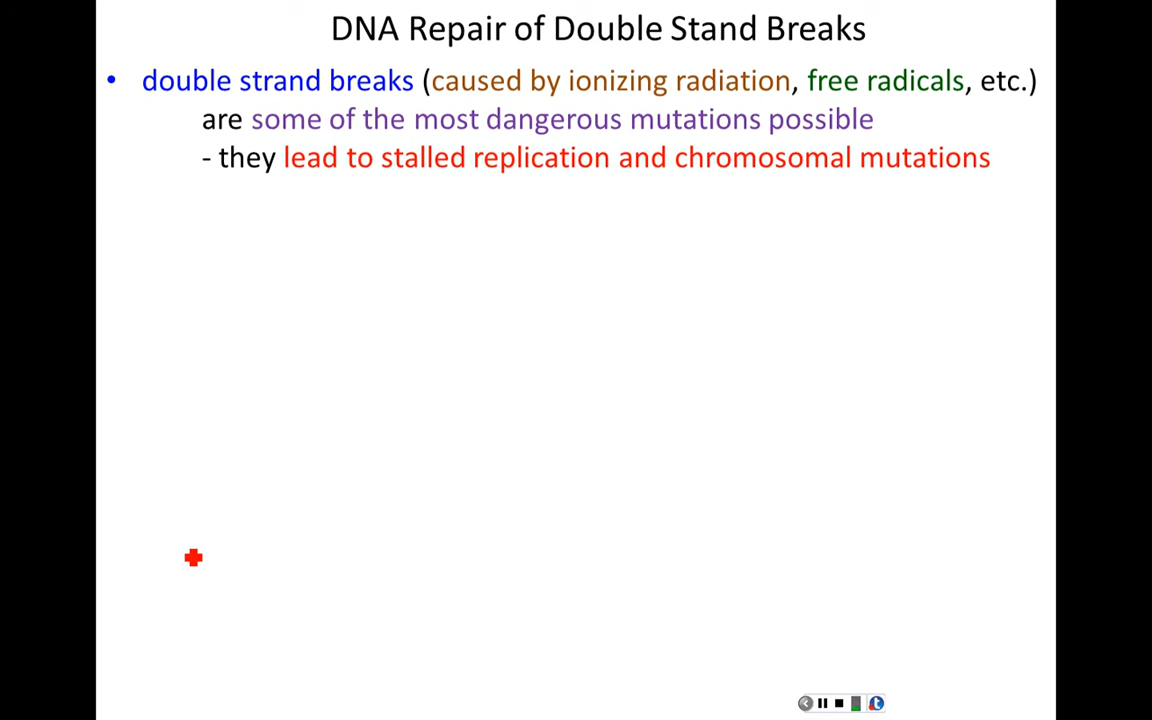 DNA Repair of Double Stand Breaks
• double strand breaks (caused by ionizing radiation, free radicals, etc.)
are some of the most dangerous mutations possible
- they lead to stalled replication and chromosomal mutations